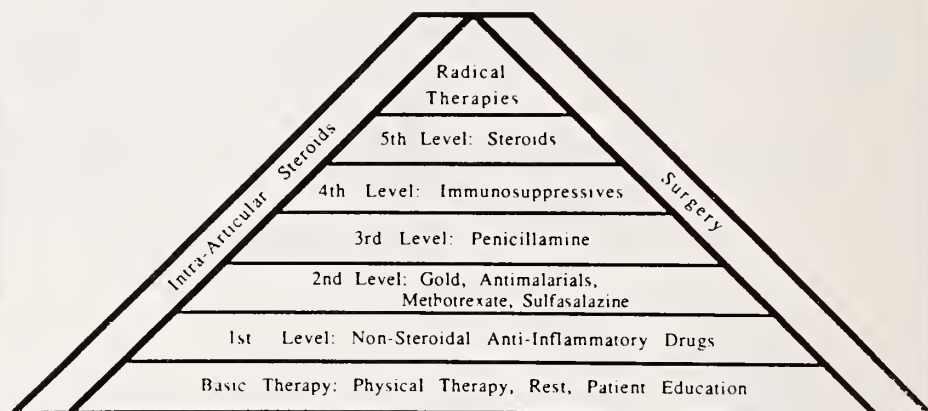 Radical
Therapies
5th Level: Steroids
4th Level: Immunosuppressives
3rd Level: Penicillamine
2nd Level: Gold, Antimalarials,
Methotrexate, Sulfasalazine
1st Level: Non-Steroidal Anti-Inflammatory Drugs
Basic Therapy: Physical Therapy, Rest, Patient Education
Intra-Articular Steroids
Surgery